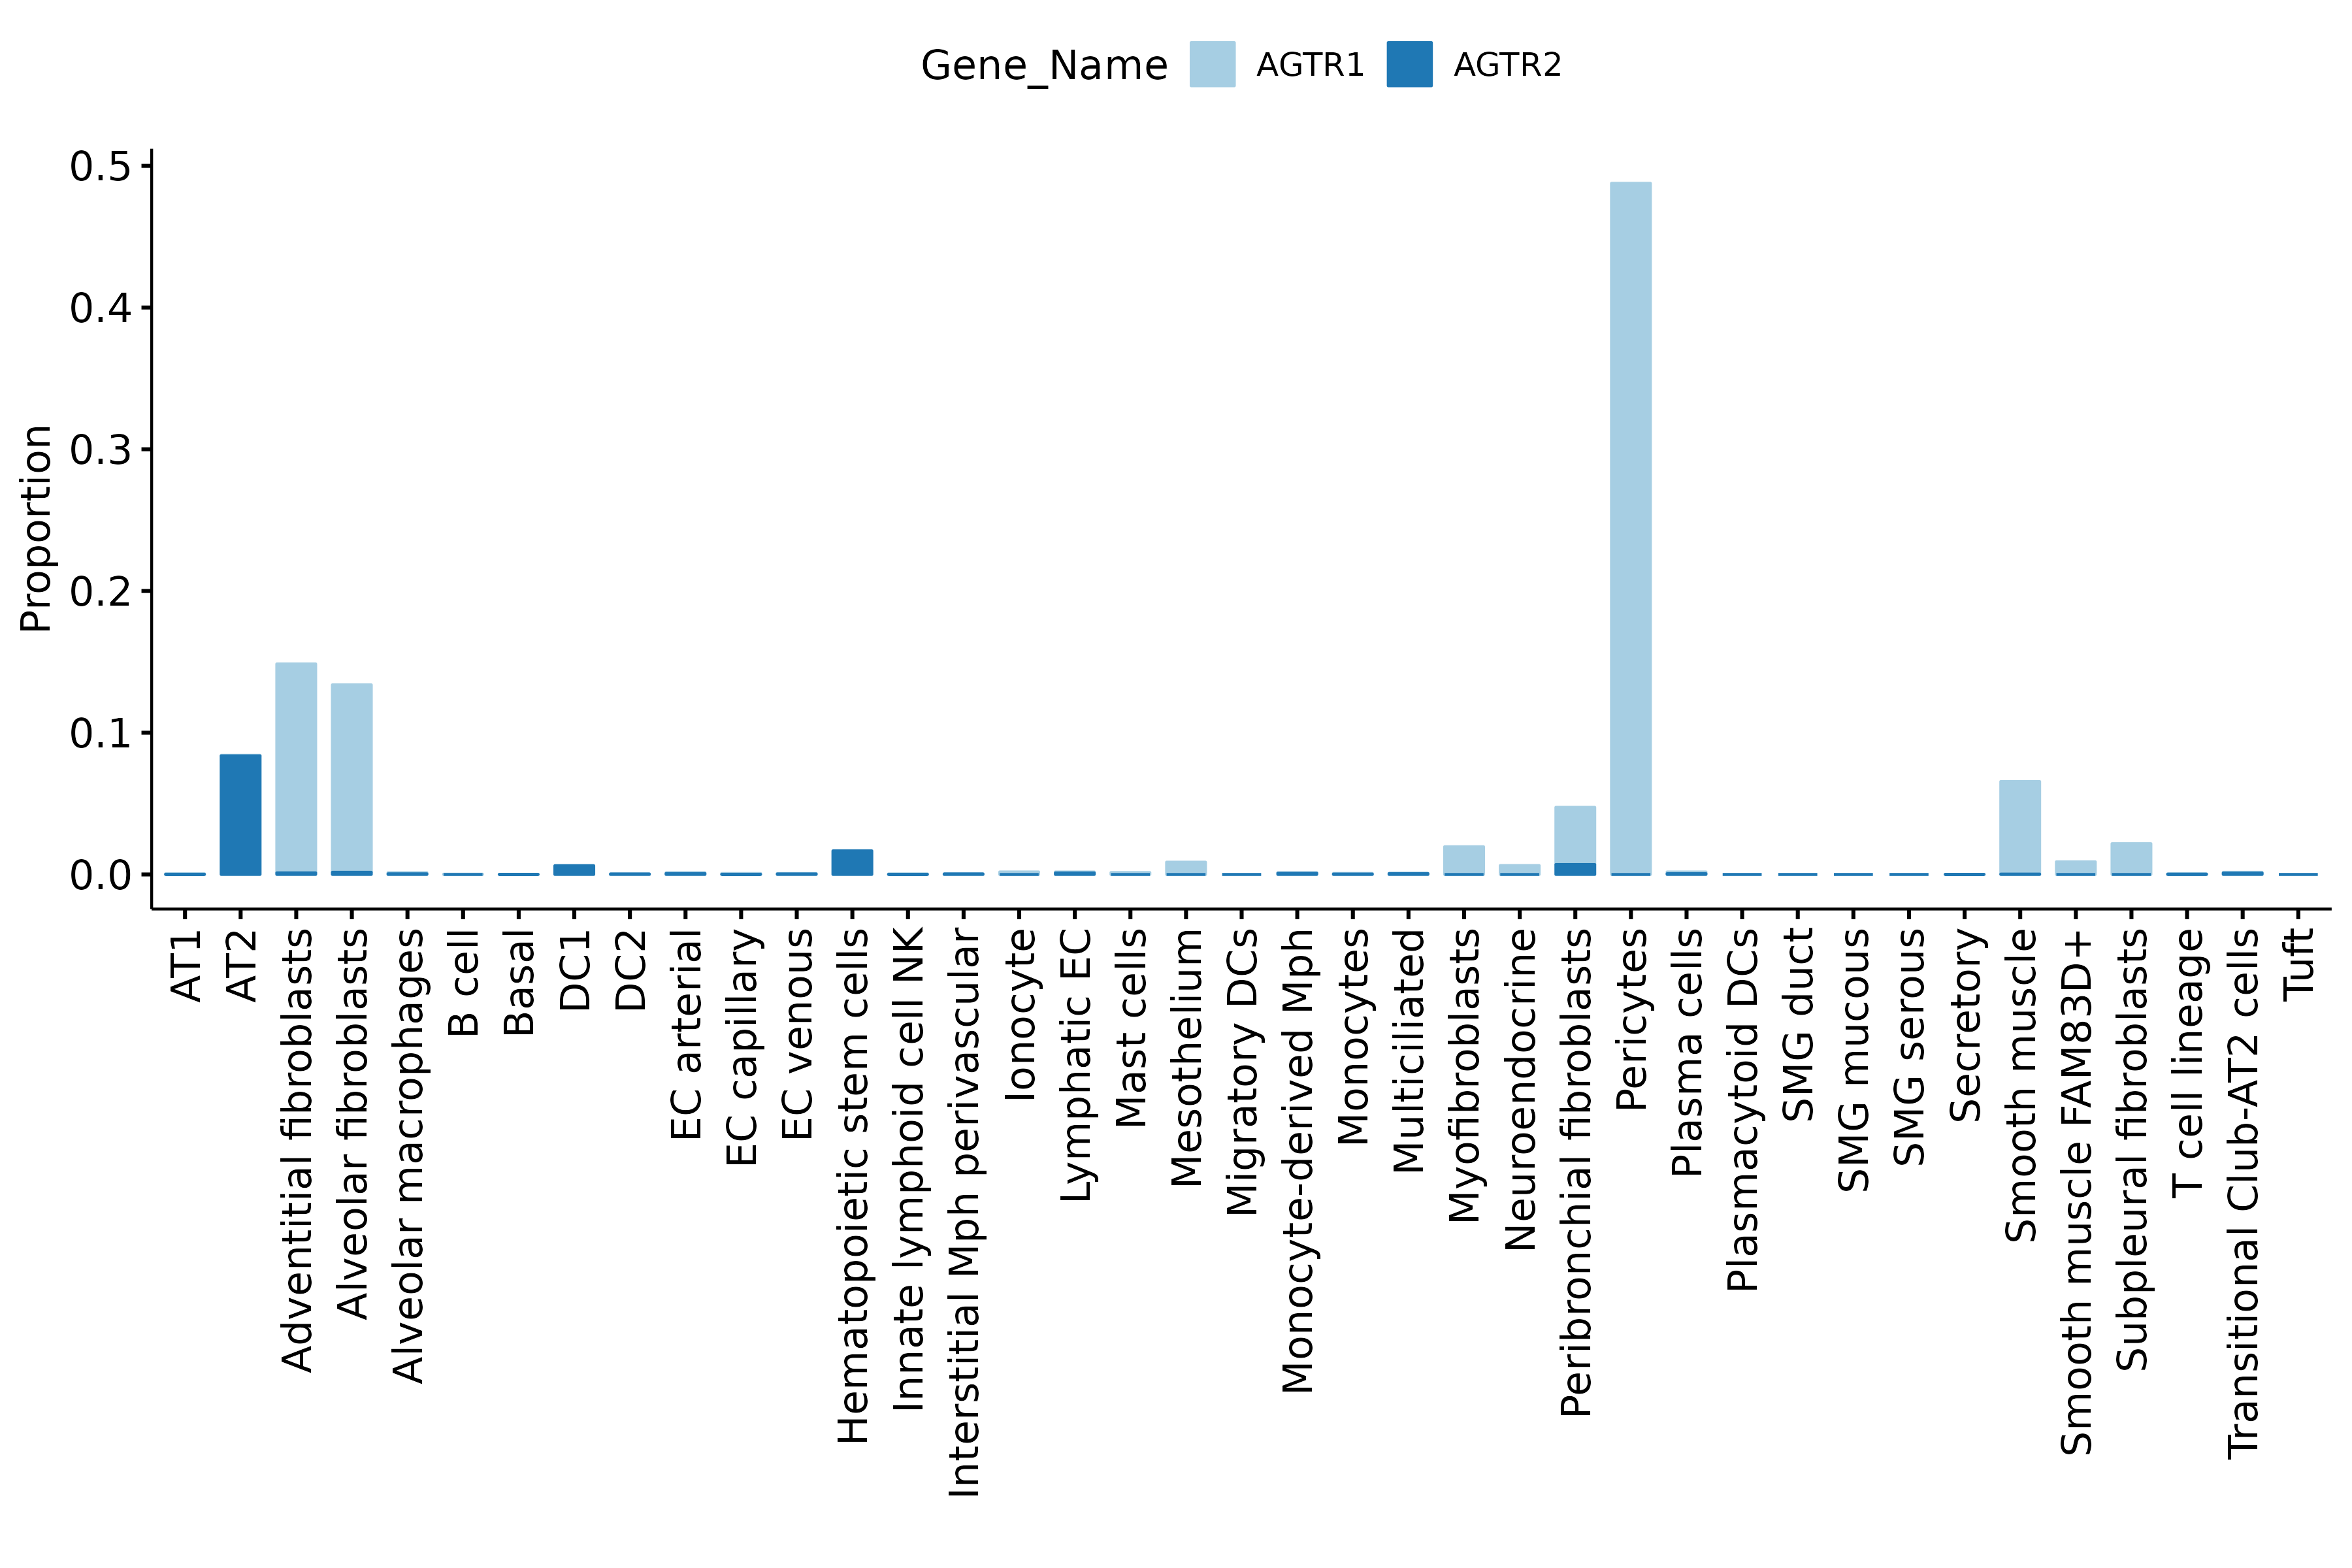 Gene_Name AGTR1 AGTR2
Proportion
0.5
0.4
0.3
0.2
0.1
0.0
AT1
AT2
Adventitial fibroblasts
Alveolar fibroblasts
Alveolar macrophages
B cell
Basal
DC1
DC2
EC arterial
EC capillary
EC venous
Hematopoietic stem cells
Innate lymphoid cell NK
Interstitial Mph perivascular
Ionocyte
Lymphatic EC
Mast cells
Mesothelium
Migratory DCs
Monocyte-derived Mph
Monocytes
Multiciliated
Myofibroblasts
Neuroendocrine
Peribronchial fibroblasts
Pericytes
Plasma cells
Plasmacytoid DCs
SMG duct
SMG mucous
SMG serous
Secretory
Smooth muscle
Smooth muscle FAM83D+
Subpleural fibroblasts
T cell lineage
Transitional Club-AT2 cells
Tuft